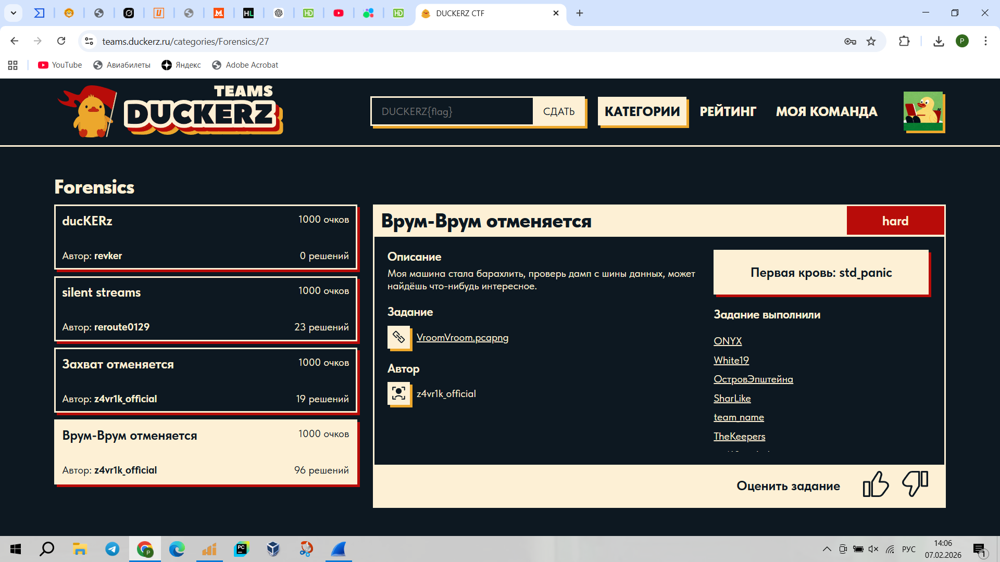 DUCKERZ CTF
teams.duckerz.ru/categories/Forensics/27
P
YouTube
Авиабилеты
Яндекс
Adobe Acrobat
TEAMS
DUCKERZ
DUCKERZ{flag}
СДАТЬ
КАТЕГОРИИ
РЕЙТИНГ
МОЯ КОМАНДА
Forensics
ducKERz
1000 очков
Автор: revker
0 решений
silent streams
1000 очков
Автор: reroute0129
23 решений
Захват отменяется
1000 очков
Автор: z4vr1k_official
19 решений
Врум-Врум отменяется
1000 очков
Автор: z4vr1k_official
96 решений
Врум-Врум отменяется
hard
Описание
Моя машина стала барахлить, проверь дамп с шины данных, может
найдёшь что-нибудь интересное.
Задание
VroomVroom.pcapng
Автор
z4vr1k_official
Первая кровь: std_panic
Задание выполнили
ONYX
White19
ОстровЭпштейна
SharLike
team_name
TheKeepers
Оценить задание
РУС
14:06
07.02.2026
1